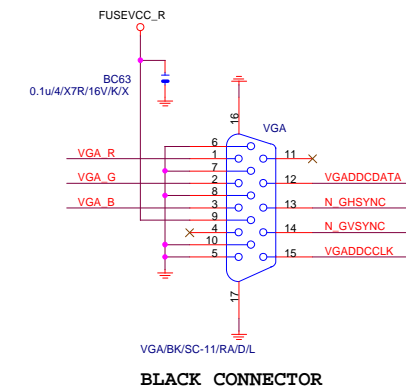 FUSEVCC_R
BC63
0.1u/4/X7R/16V/K/X
16
VGA
6
VGA_R 1 11
7
VGA_G 2 12 VGADDCDATA
8
VGA_B 3 13 N_GHSYNC
9
4 14 N_GVSYNC
10
5 15 VGADDCCLK
17
VGA/BK/SC-11/RA/D/L
BLACK CONNECTOR